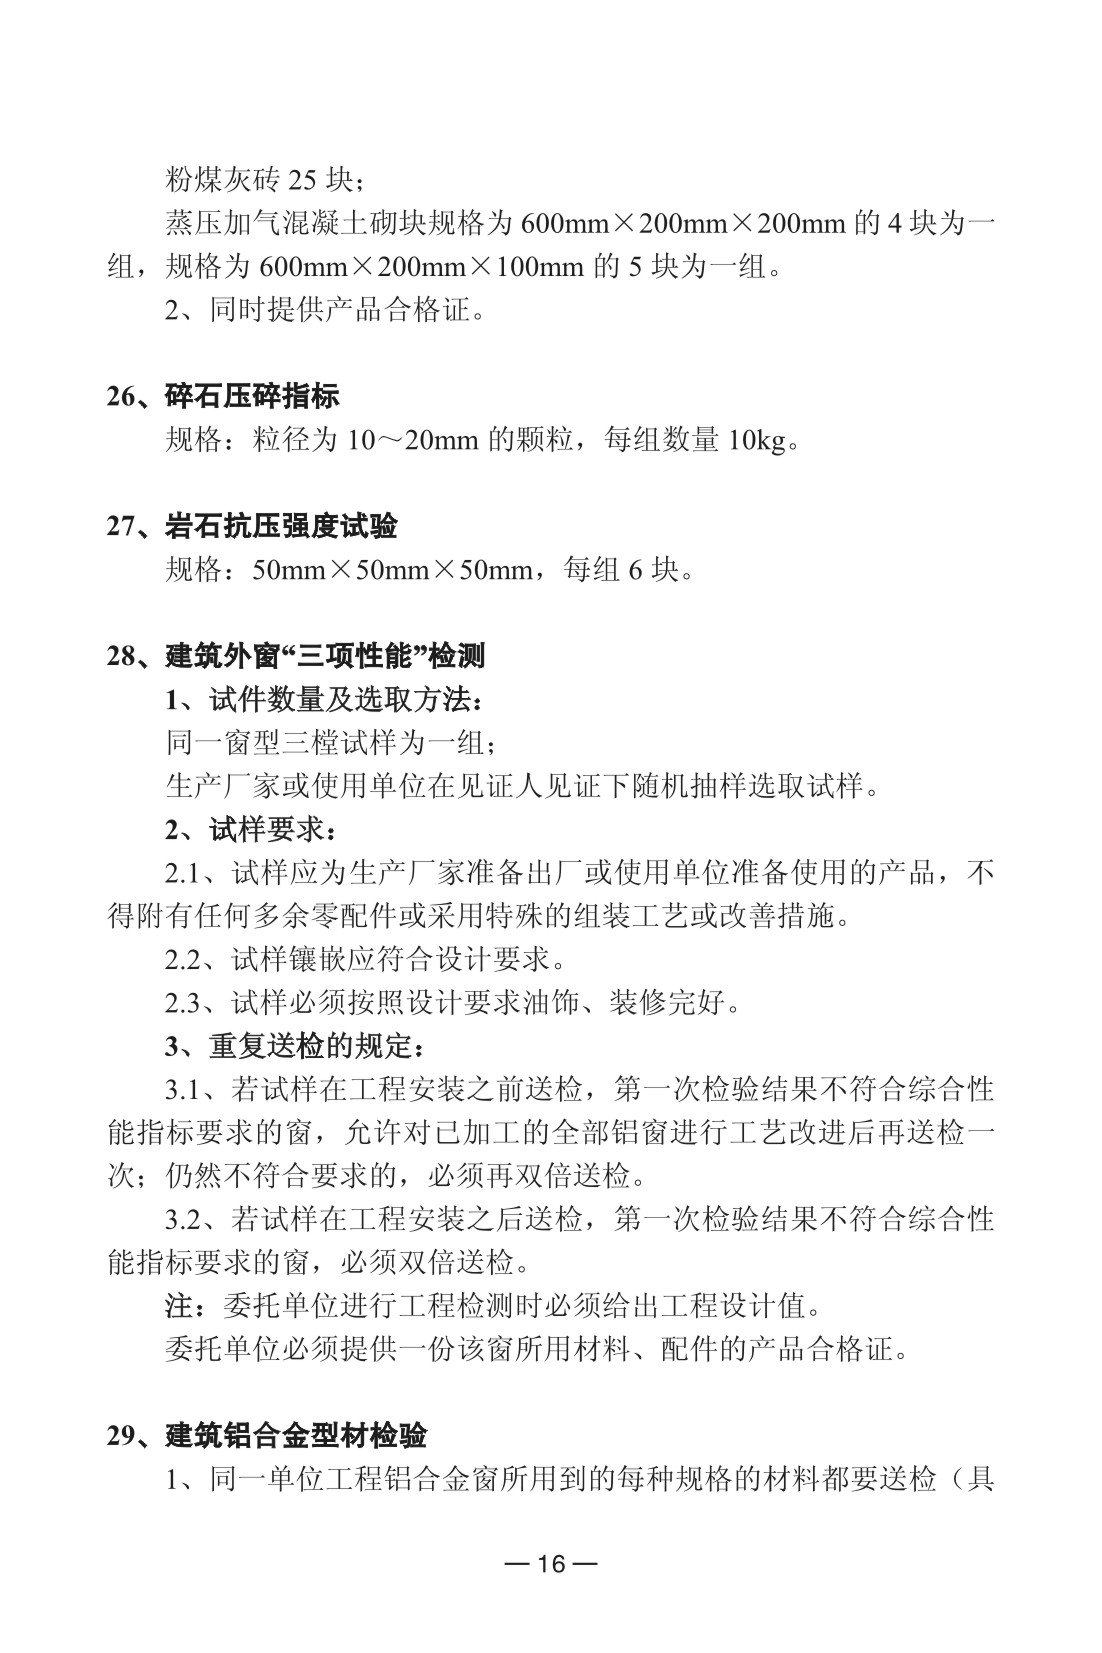 粉煤灰砖 25 块；
蒸压加气混凝土砌块规格为 600mm×200mm×200mm 的 4 块为一
组，规格为 600mm×200mm×100mm 的 5 块为一组。
2、同时提供产品合格证。
26、碎石压碎指标
规格：粒径为 10～20mm 的颗粒，每组数量 10kg。
27、岩石抗压强度试验
规格：50mm×50mm×50mm，每组 6 块。
28、建筑外窗“三项性能”检测
1、试件数量及选取方法：
同一窗型三樘试样为一组；
生产厂家或使用单位在见证人见证下随机抽样选取试样。
2、试样要求：
2.1、试样应为生产厂家准备出厂或使用单位准备使用的产品，不
得附有任何多余零配件或采用特殊的组装工艺或改善措施。
2.2、试样镶嵌应符合设计要求。
2.3、试样必须按照设计要求油饰、装修完好。
3、重复送检的规定：
3.1、若试样在工程安装之前送检，第一次检验结果不符合综合性
能指标要求的窗，允许对已加工的全部铝窗进行工艺改进后再送检一
次；仍然不符合要求的，必须再双倍送检。
3.2、若试样在工程安装之后送检，第一次检验结果不符合综合性
能指标要求的窗，必须双倍送检。
注：委托单位进行工程检测时必须给出工程设计值。
委托单位必须提供一份该窗所用材料、配件的产品合格证。
29、建筑铝合金型材检验
1、同一单位工程铝合金窗所用到的每种规格的材料都要送检（具
— 16 —